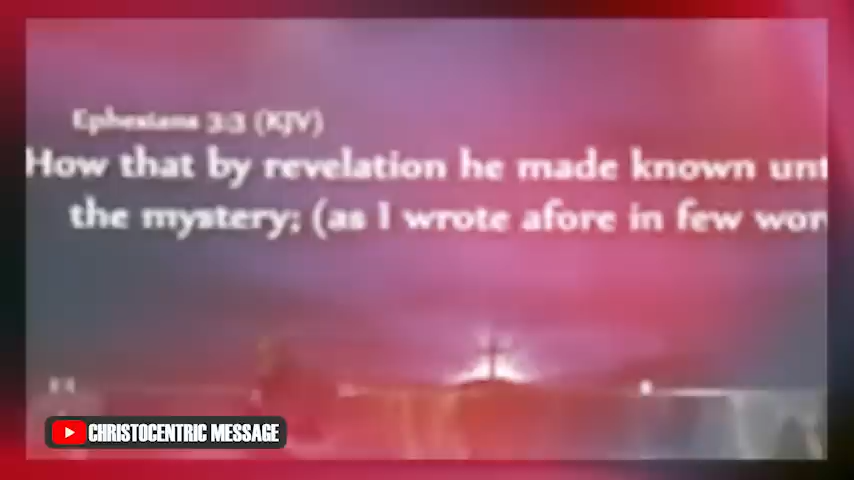 Ephesians 3:3 (KJV)
How that by revelation he made known unt
the mystery; (as I wrote afore in few wor
CHRISTOCENTRIC MESSAGE